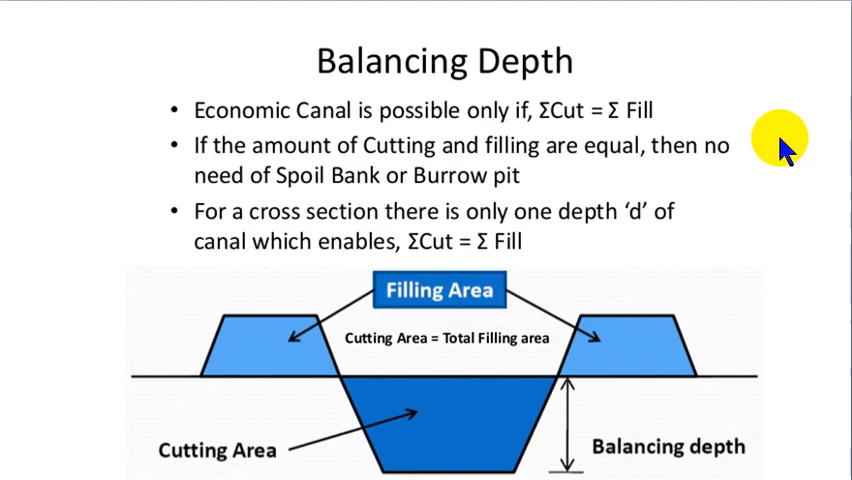 Balancing Depth
• Economic Canal is possible only if, ΣCut = Σ Fill
• If the amount of Cutting and filling are equal, then no
need of Spoil Bank or Burrow pit
• For a cross section there is only one depth ‘d’ of
canal which enables, ΣCut = Σ Fill
Filling Area
Cutting Area = Total Filling area
Cutting Area
Balancing depth